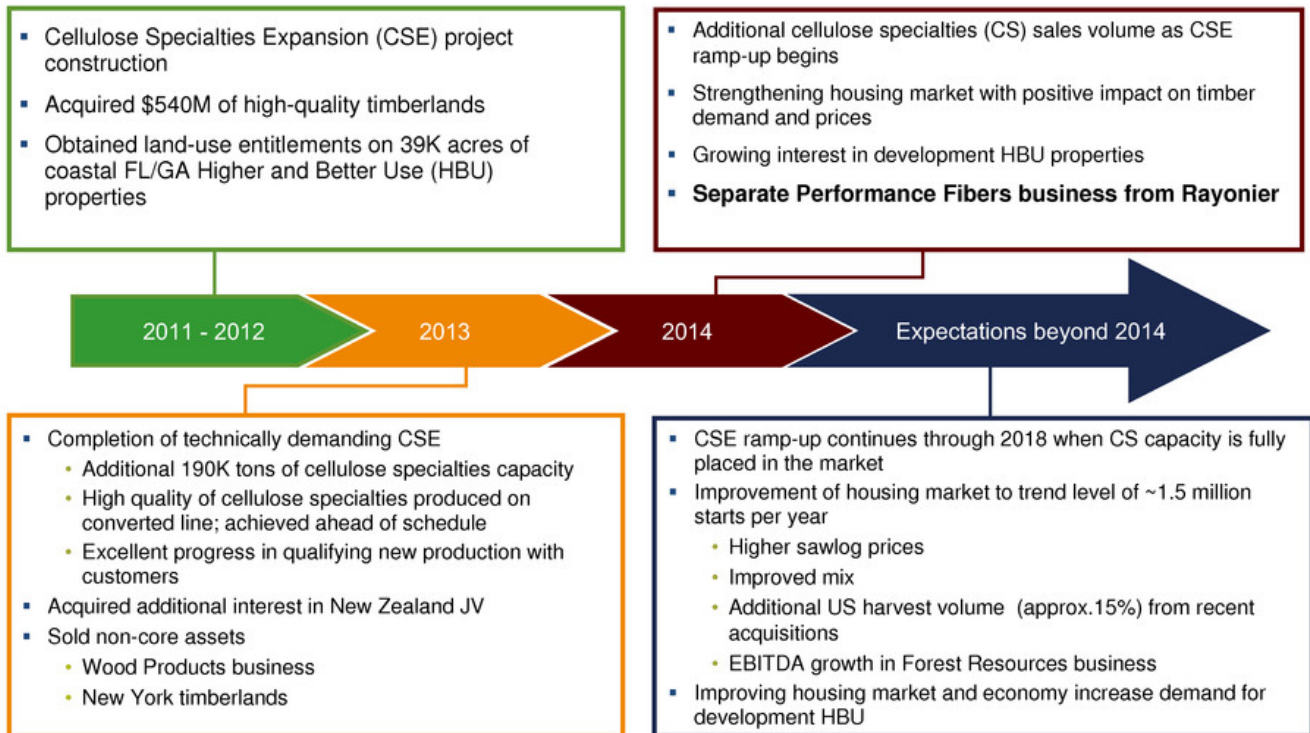 ▪ Cellulose Specialties Expansion (CSE) project
construction
▪ Acquired $540M of high-quality timberlands
▪ Obtained land-use entitlements on 39K acres of
coastal FL/GA Higher and Better Use (HBU)
properties
▪ Additional cellulose specialties (CS) sales volume as CSE
ramp-up begins
▪ Strengthening housing market with positive impact on timber
demand and prices
▪ Growing interest in development HBU properties
▪ Separate Performance Fibers business from Rayonier
2011 - 2012
2013
2014
Expectations beyond 2014
▪ Completion of technically demanding CSE
• Additional 190K tons of cellulose specialties capacity
• High quality of cellulose specialties produced on
converted line; achieved ahead of schedule
• Excellent progress in qualifying new production with
customers
▪ Acquired additional interest in New Zealand JV
▪ Sold non-core assets
• Wood Products business
• New York timberlands
▪ CSE ramp-up continues through 2018 when CS capacity is fully
placed in the market
▪ Improvement of housing market to trend level of ~1.5 million
starts per year
• Higher sawlog prices
• Improved mix
• Additional US harvest volume (approx.15%) from recent
acquisitions
• EBITDA growth in Forest Resources business
▪ Improving housing market and economy increase demand for
development HBU